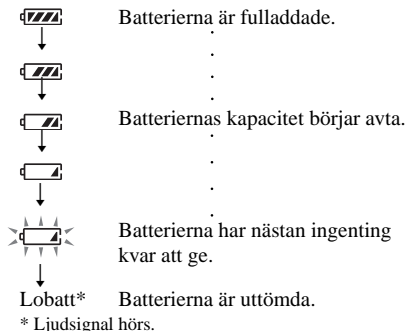 Batterierna är fulladdade.
Batteriernas kapacitet börjar avta.
Batterierna har nästan ingenting
kvar att ge.
Lobatt* Batterierna är uttömda.
* Ljudsignal hörs.